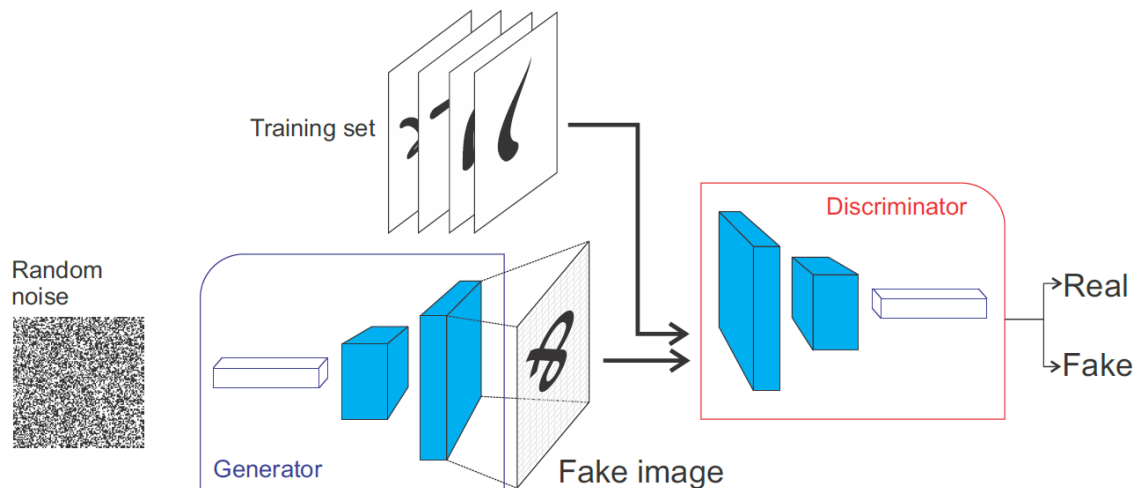 Training set
Discriminator
Random
noise
Real
Fake
Generator
Fake image